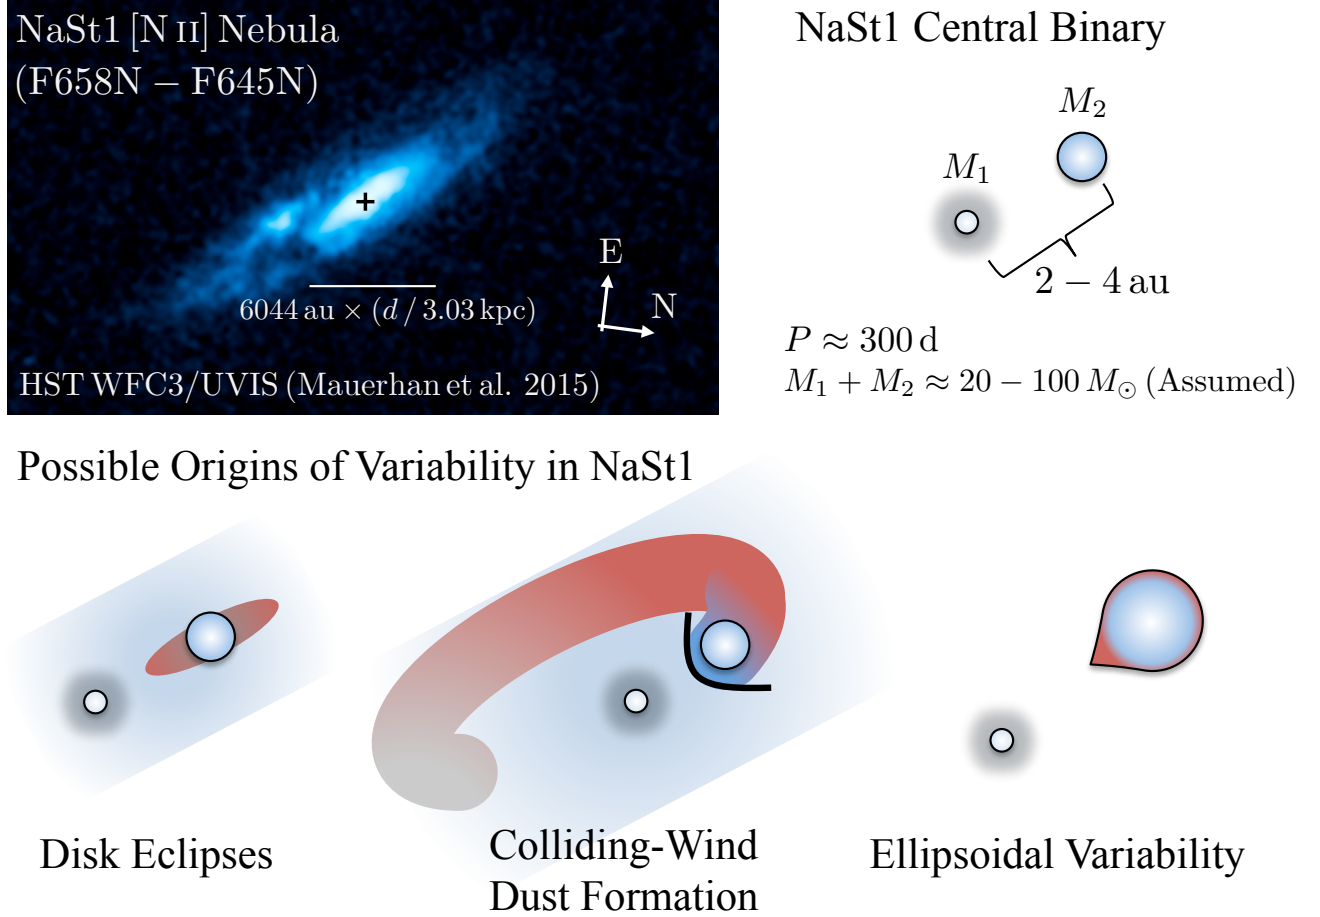 NaSt1 [N II] Nebula
(F658N − F645N)
E
N
6044 au × (d / 3.03 kpc)
HST WFC3/UVIS (Mauerhan et al. 2015)
NaSt1 Central Binary
M₂
M₁
2 − 4 au
P ≈ 300 d
M₁ + M₂ ≈ 20 − 100 M☉ (Assumed)
Possible Origins of Variability in NaSt1
Disk Eclipses
Colliding-Wind
Dust Formation
Ellipsoidal Variability